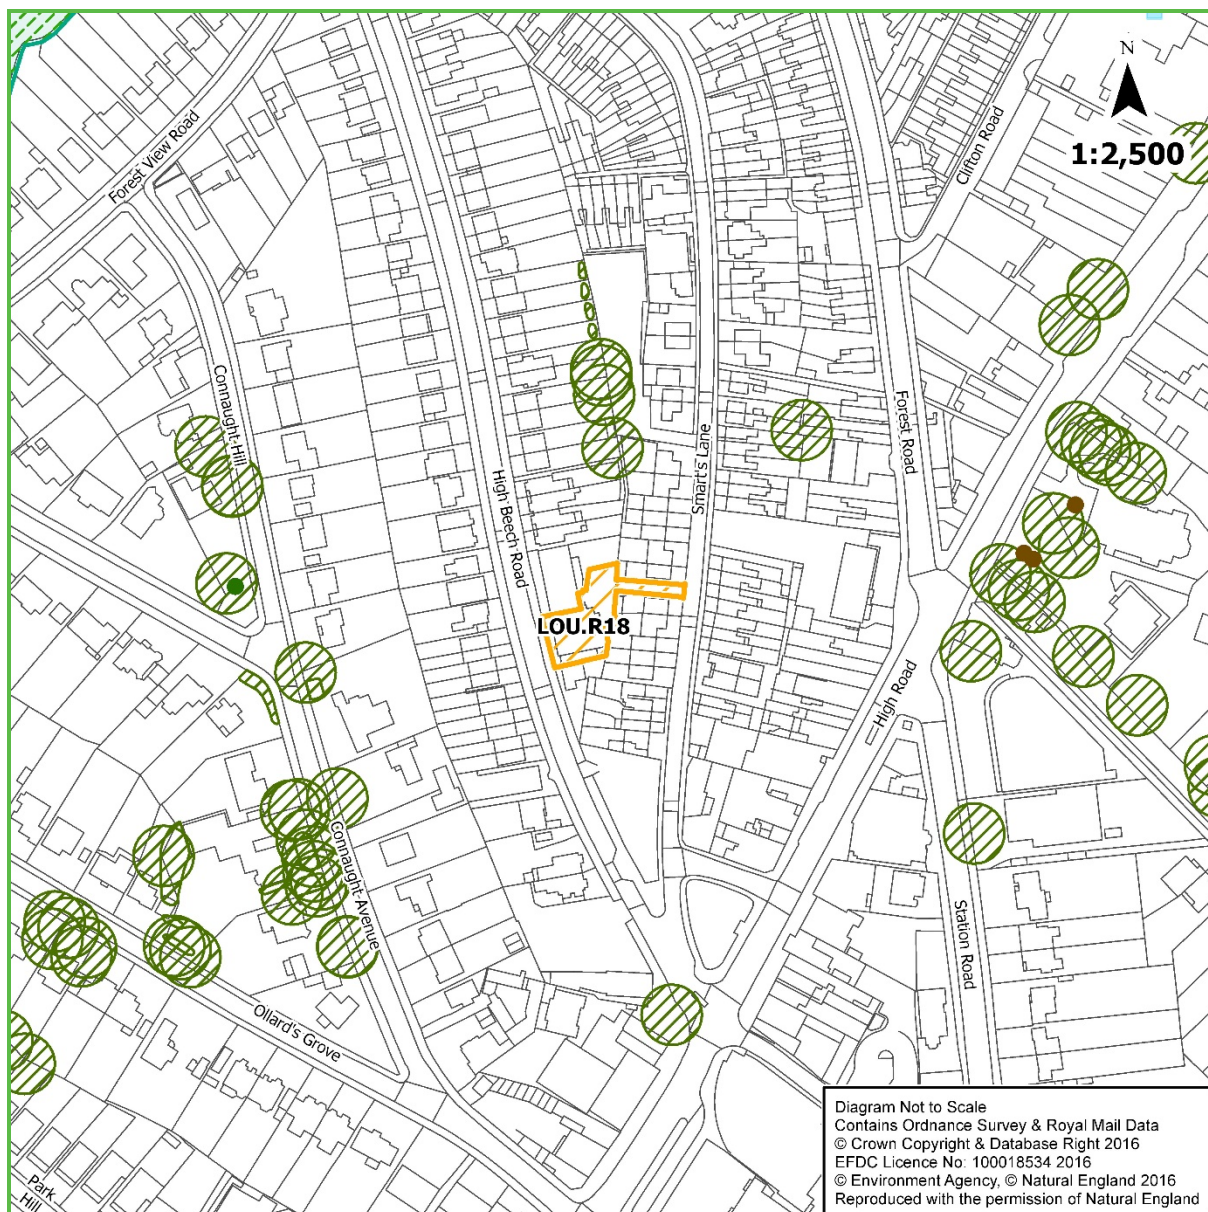 N
1:2,500
Forest View Road
Clifton Road
Connaught Hill
Forest Road
Smart's Lane
High Beech Road
LOU.R18
High Road
Connaught Avenue
Station Road
Ollard's Grove
Park
Hill
Diagram Not to Scale
Contains Ordnance Survey & Royal Mail Data
© Crown Copyright & Database Right 2016
EFDC Licence No: 100018534 2016
© Environment Agency, © Natural England 2016
Reproduced with the permission of Natural England